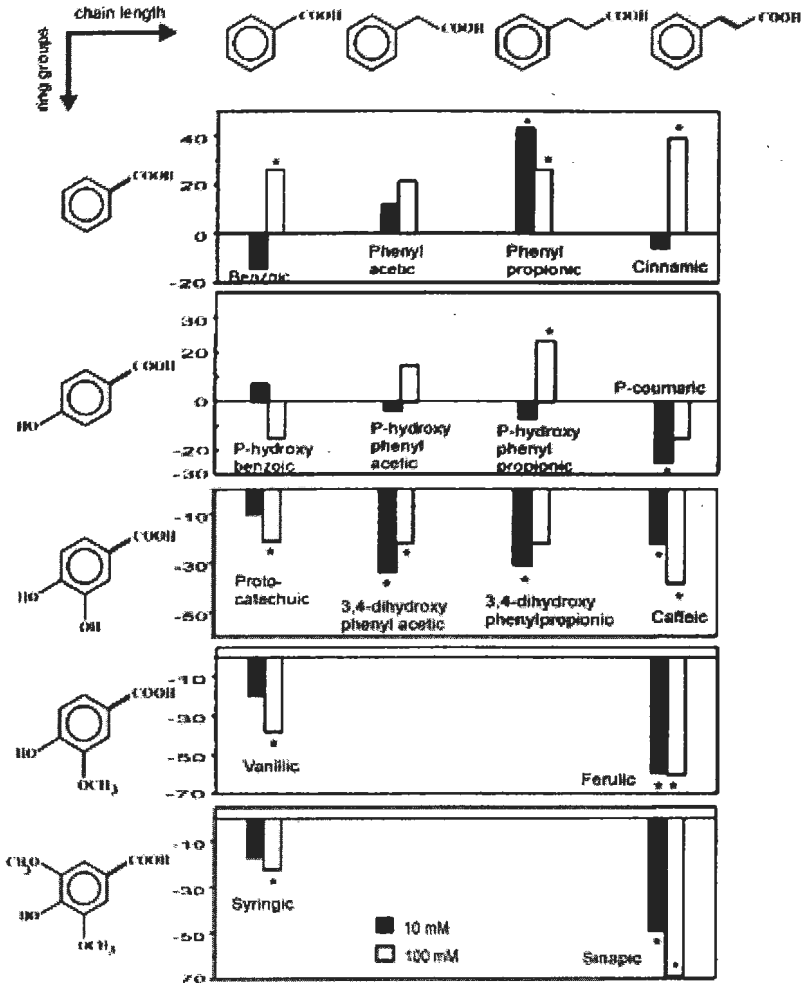 chain length
ring groups
COOH
COOH
COOH
COOH
COOH
40
20
0
-20
Benzoic
Phenyl
acetic
Phenyl
propionic
Cinnamic
COOH
HO
30
20
0
-20
-30
P-hydroxy
benzoic
P-hydroxy
phenyl
acetic
P-hydroxy
phenyl
propionic
P-coumaric
COOH
HO
OH
-10
-30
-50
Proto-
catechuic
3,4-dihydroxy
phenyl acetic
3,4-dihydroxy
phenylpropionic
Caffeic
COOH
HO
OCH3
-10
-30
-50
-70
Vanillic
Ferulic
CH3O
COOH
HO
OCH3
-10
-30
-50
70
Syringic
10 mM
100 mM
Sinapic